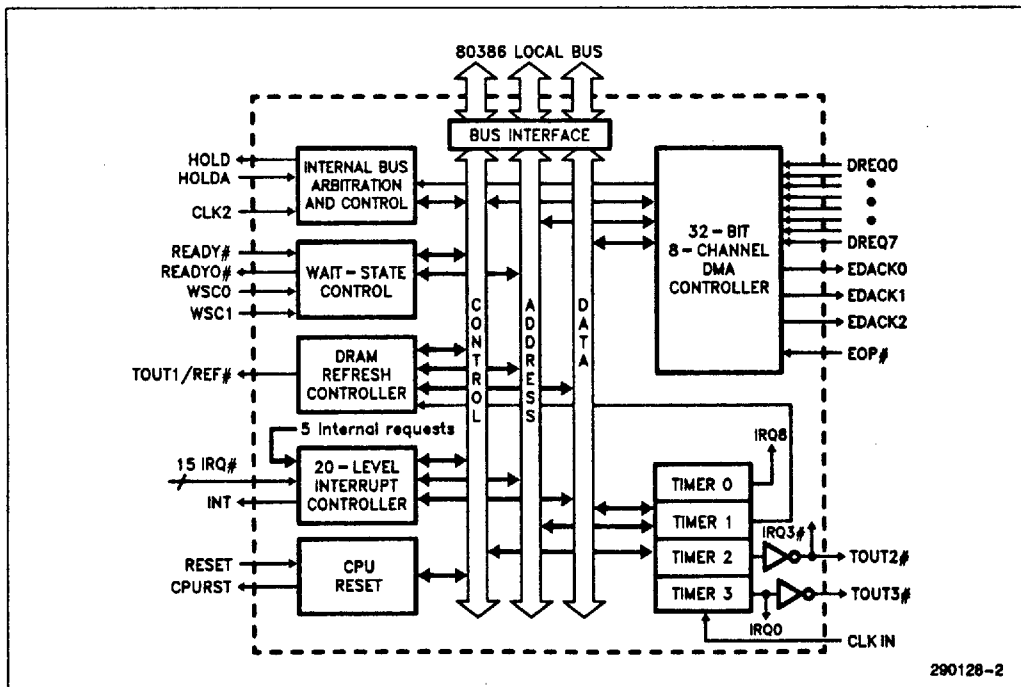 80386 LOCAL BUS
BUS INTERFACE
HOLD
HOLDA
CLK2
INTERNAL BUS
ARBITRATION
AND CONTROL
READY#
READYO#
WSC0
WSC1
WAIT-STATE
CONTROL
TOUT1/REF#
DRAM
REFRESH
CONTROLLER
5 Internal requests
15 IRQ#
INT
20-LEVEL
INTERRUPT
CONTROLLER
RESET
CPURST
CPU
RESET
CONTROL
ADDRESS
DATA
32-BIT
8-CHANNEL
DMA
CONTROLLER
DREQ0
DREQ7
EDACK0
EDACK1
EDACK2
EOP#
TIMER 0
TIMER 1
TIMER 2
TIMER 3
IRQ8
IRQ3#
TOUT2#
IRQ0
TOUT3#
CLK IN
290128-2